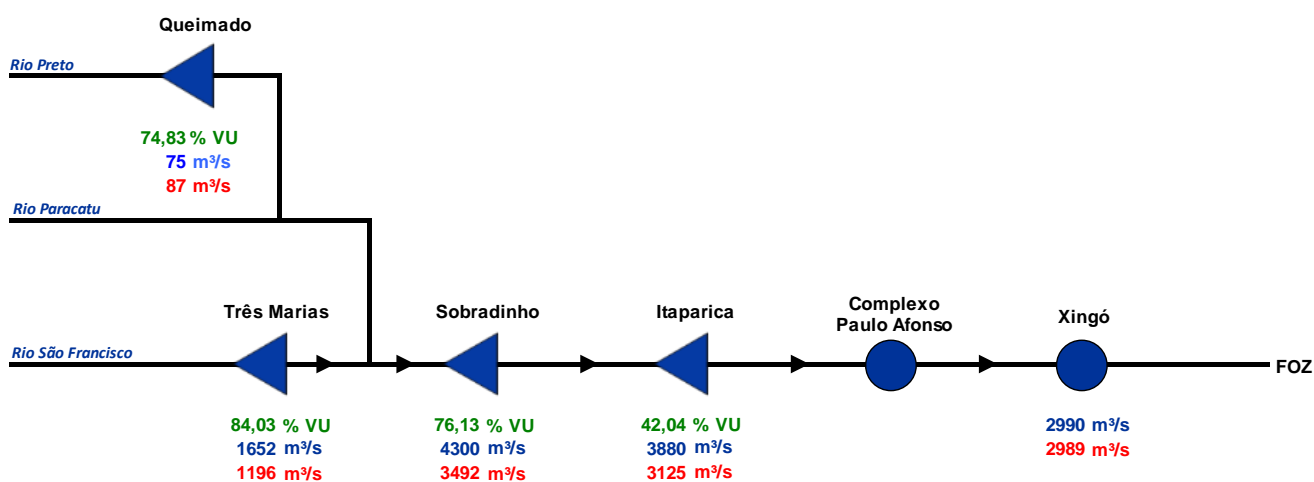 Queimado
Rio Preto
74,83 % VU
75 m³/s
87 m³/s
Rio Paracatu
Três Marias
Sobradinho
Itaparica
Complexo
Paulo Afonso
Xingó
Rio São Francisco
FOZ
84,03 % VU
1652 m³/s
1196 m³/s
76,13 % VU
4300 m³/s
3492 m³/s
42,04 % VU
3880 m³/s
3125 m³/s
2990 m³/s
2989 m³/s